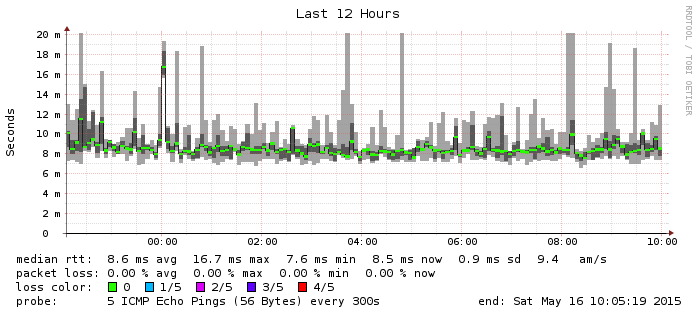 Last 12 Hours
RRDTOOL / TOBI OETIKER
Seconds
20 m
18 m
16 m
14 m
12 m
10 m
8 m
6 m
4 m
2 m
0
00:00 02:00 04:00 06:00 08:00 10:00
median rtt: 8.6 ms avg 16.7 ms max 7.6 ms min 8.5 ms now 0.9 ms sd 9.4 am/s
packet loss: 0.00 % avg 0.00 % max 0.00 % min 0.00 % now
loss color: 0 1/5 2/5 3/5 4/5
probe: 5 ICMP Echo Pings (56 Bytes) every 300s end: Sat May 16 10:05:19 2015